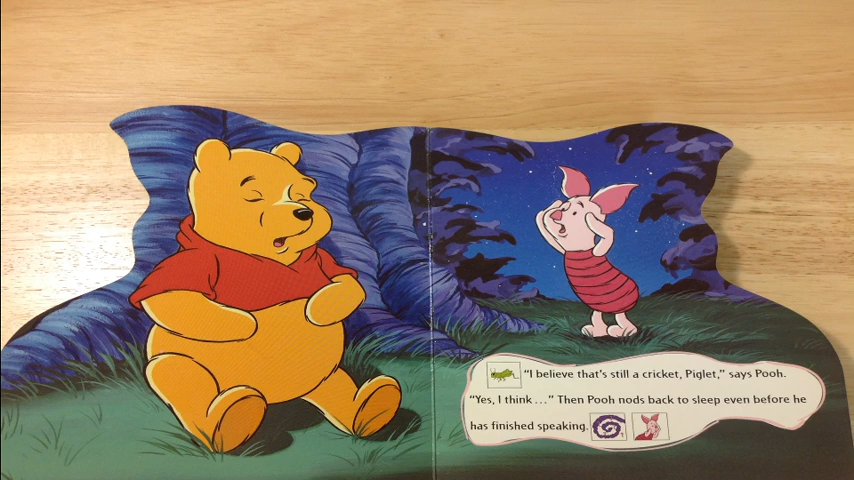 “I believe that’s still a cricket, Piglet,” says Pooh.
“Yes, I think ...” Then Pooh nods back to sleep even before he
has finished speaking.